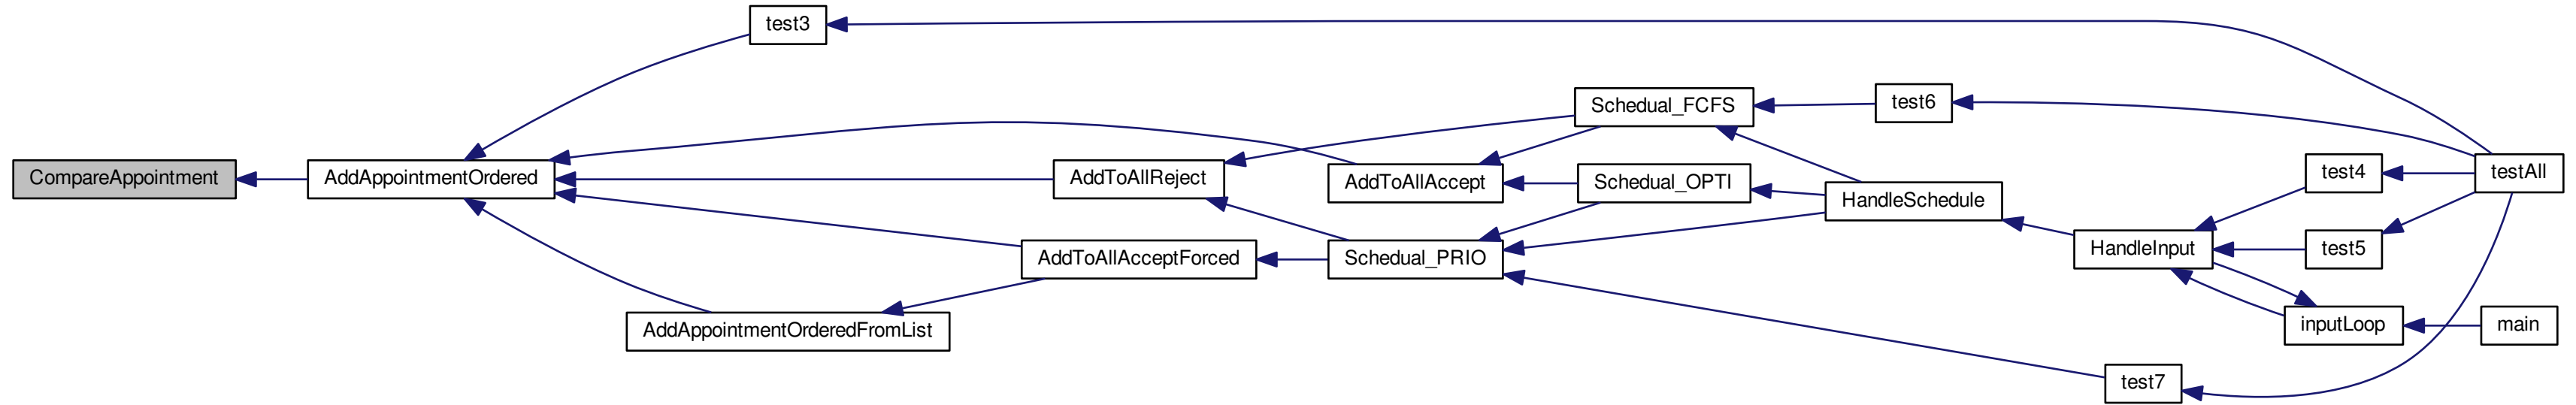 test3
Schedual_FCFS
test6
CompareAppointment
AddAppointmentOrdered
AddToAllReject
AddToAllAccept
Schedual_OPTI
HandleSchedule
test4
testAll
AddToAllAcceptForced
Schedual_PRIO
HandleInput
test5
AddAppointmentOrderedFromList
inputLoop
main
test7